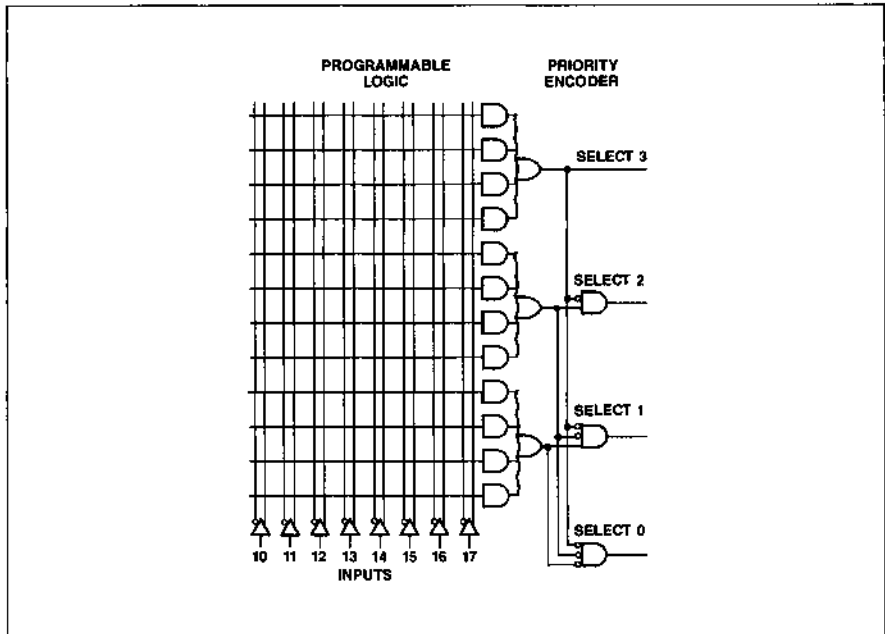 PROGRAMMABLE
LOGIC
PRIORITY
ENCODER
SELECT 3
SELECT 2
SELECT 1
SELECT 0
10 11 12 13 14 15 16 17
INPUTS